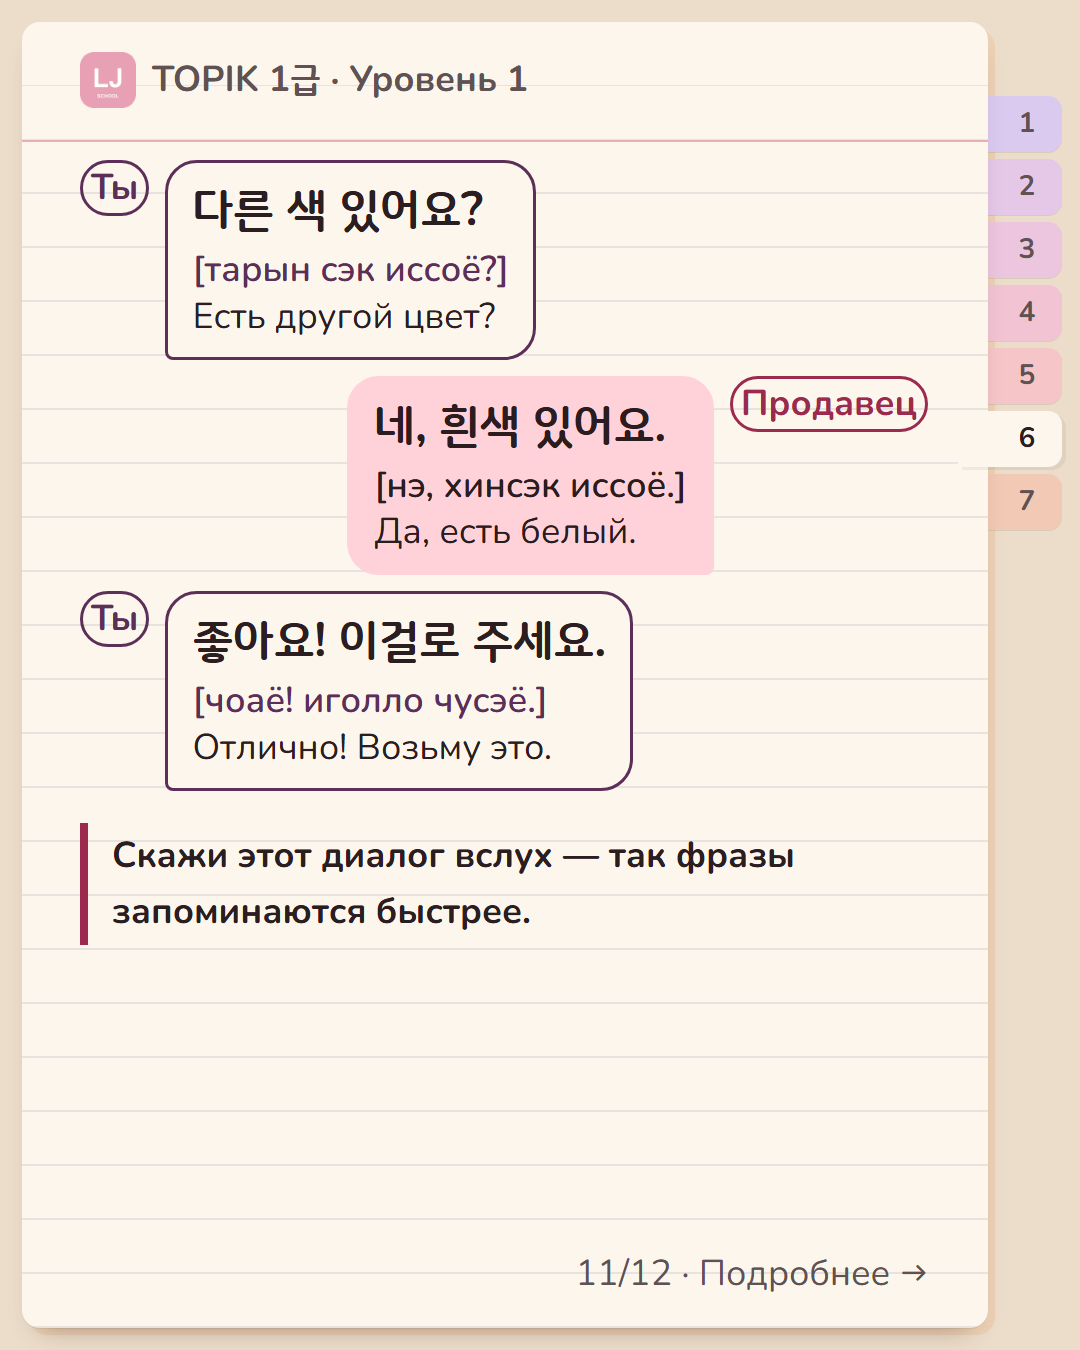 LJ
SCHOOL
TOPIK 1급 · Уровень 1
Ты
다른 색 있어요?
[тарын сэк иссоё?]
Есть другой цвет?
Продавец
네, 흰색 있어요.
[нэ, хинсэк иссоё.]
Да, есть белый.
Ты
좋아요! 이걸로 주세요.
[чоаё! иголло чусэё.]
Отлично! Возьму это.
Скажи этот диалог вслух — так фразы
запоминаются быстрее.
11/12 · Подробнее →
1
2
3
4
5
6
7